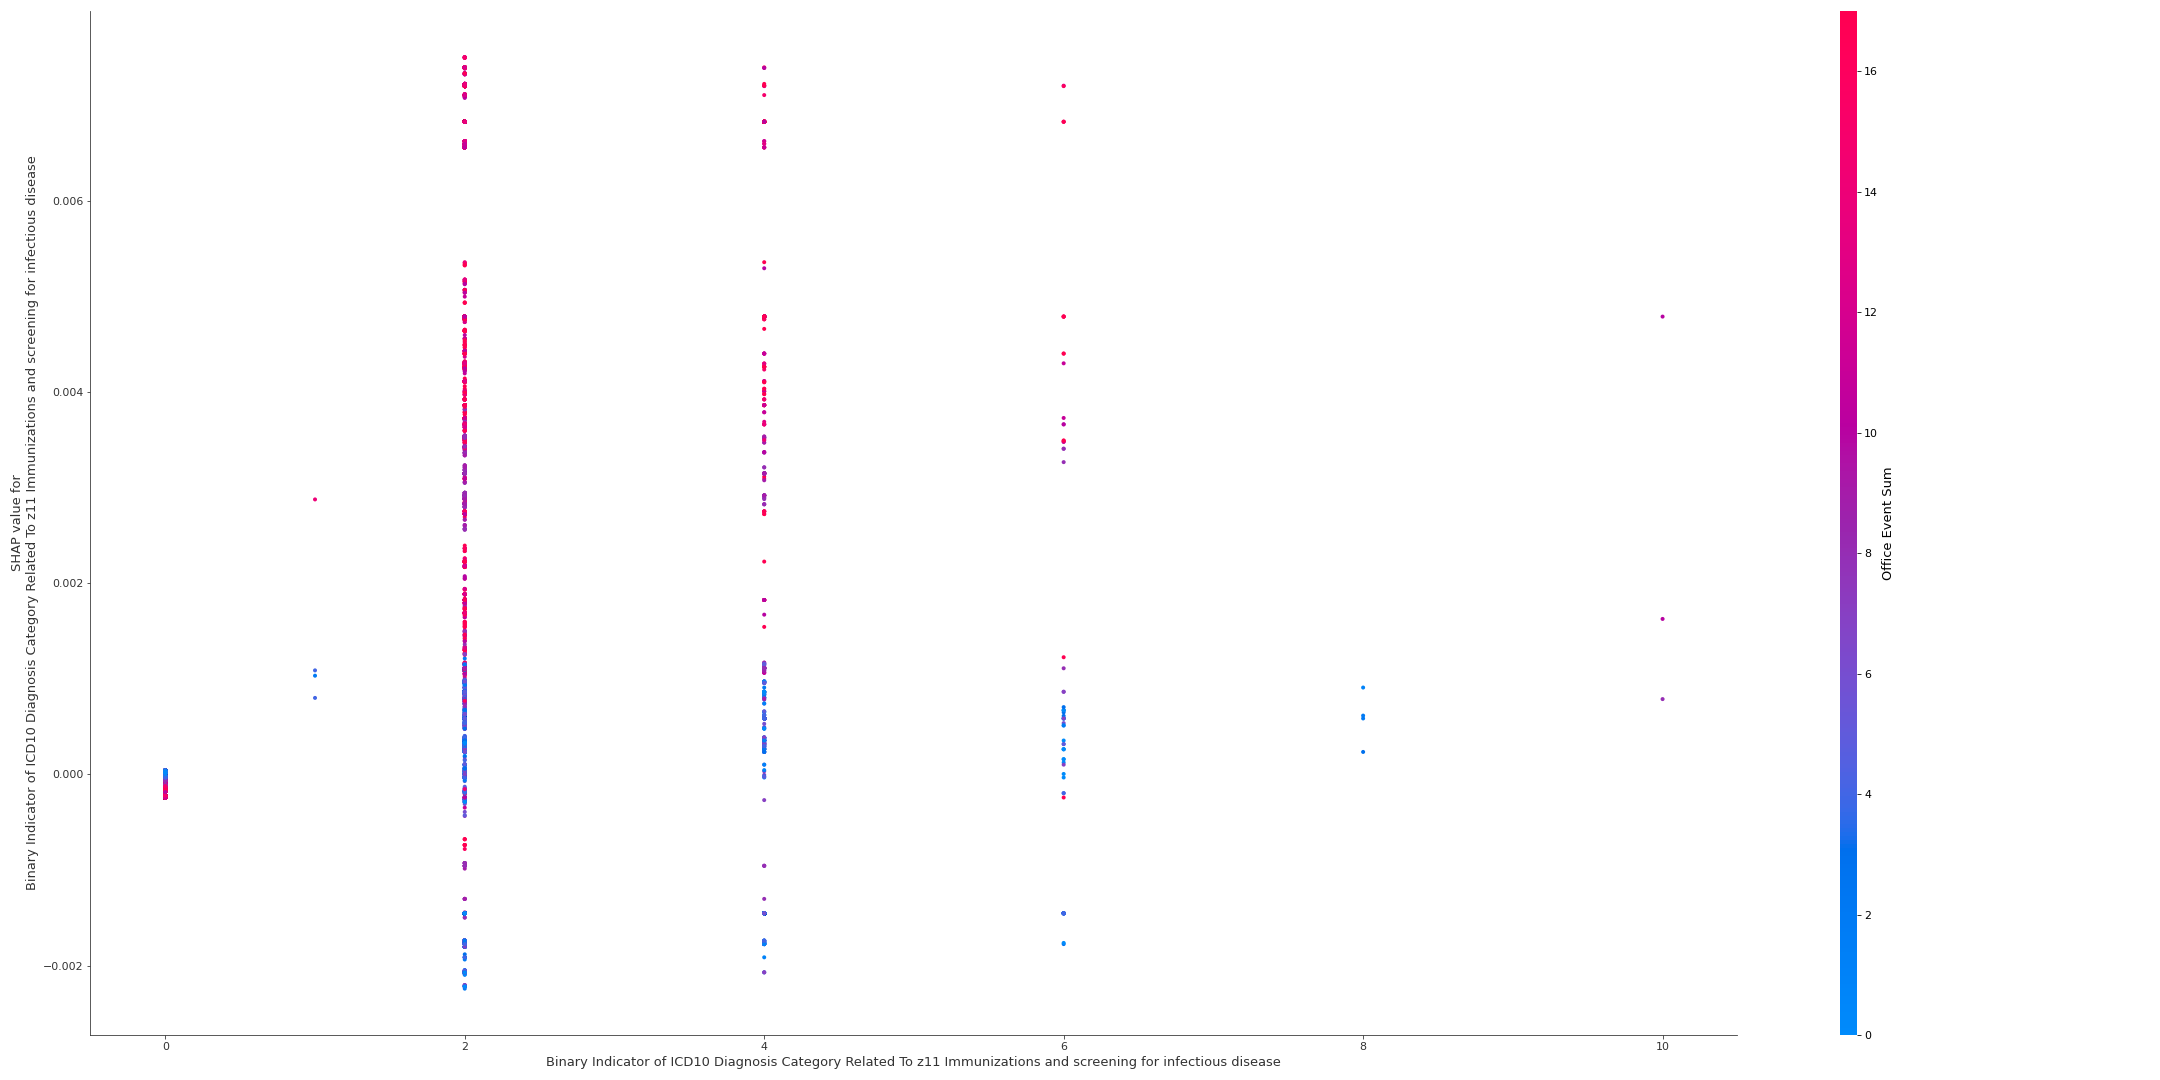 SHAP value for
Binary Indicator of ICD10 Diagnosis Category Related To z11 Immunizations and screening for infectious disease
0.006
0.004
0.002
0.000
−0.002
0 2 4 6 8 10
Binary Indicator of ICD10 Diagnosis Category Related To z11 Immunizations and screening for infectious disease
16
14
12
10
8
6
4
2
0
Office Event Sum